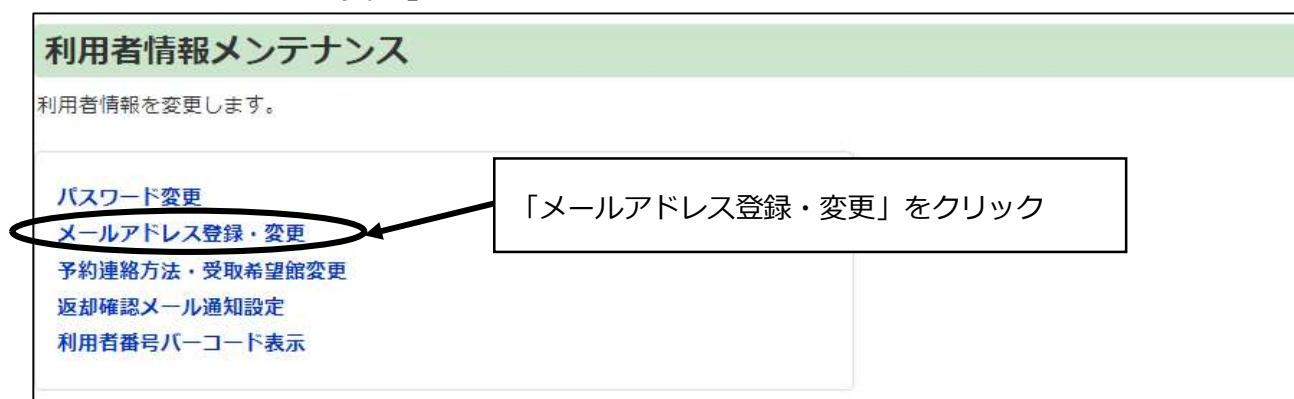 利用者情報メンテナンス
利用者情報を変更します。
パスワード変更
メールアドレス登録・変更
「メールアドレス登録・変更」をクリック
予約連絡方法・受取希望館変更
返却確認メール通知設定
利用者番号バーコード表示